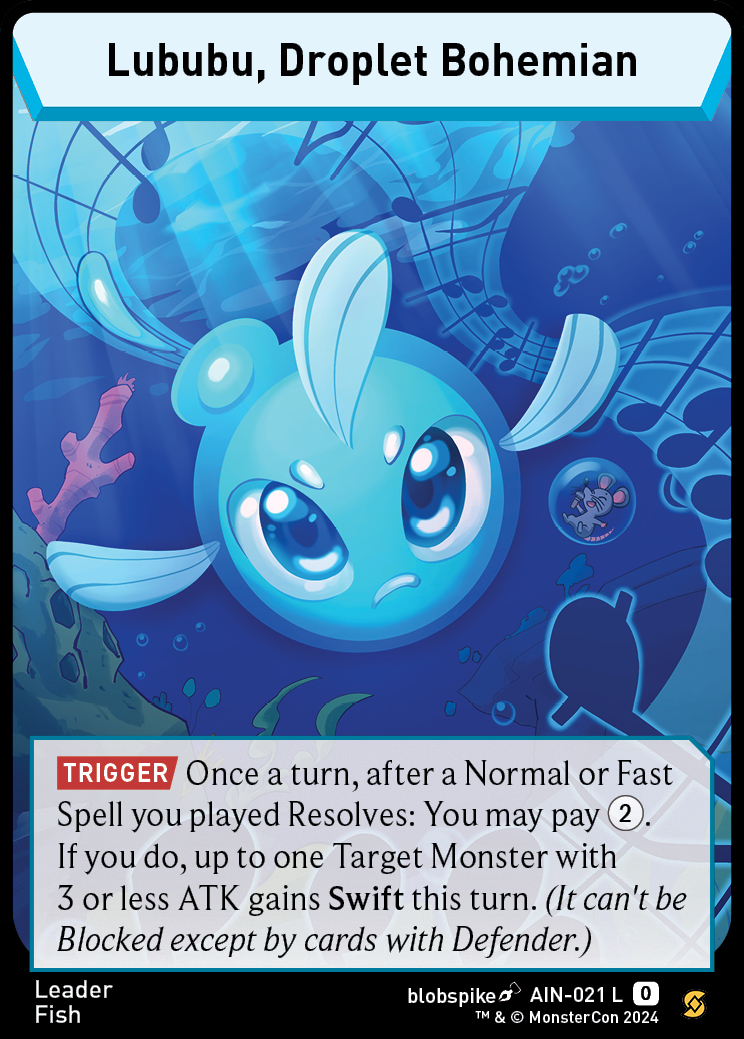 Lububu, Droplet Bohemian
TRIGGER Once a turn, after a Normal or Fast
Spell you played Resolves: You may pay 2.
If you do, up to one Target Monster with
3 or less ATK gains Swift this turn. (It can't be
Blocked except by cards with Defender.)
Leader
Fish
blobspike AIN-021 L 0
™ & © MonsterCon 2024